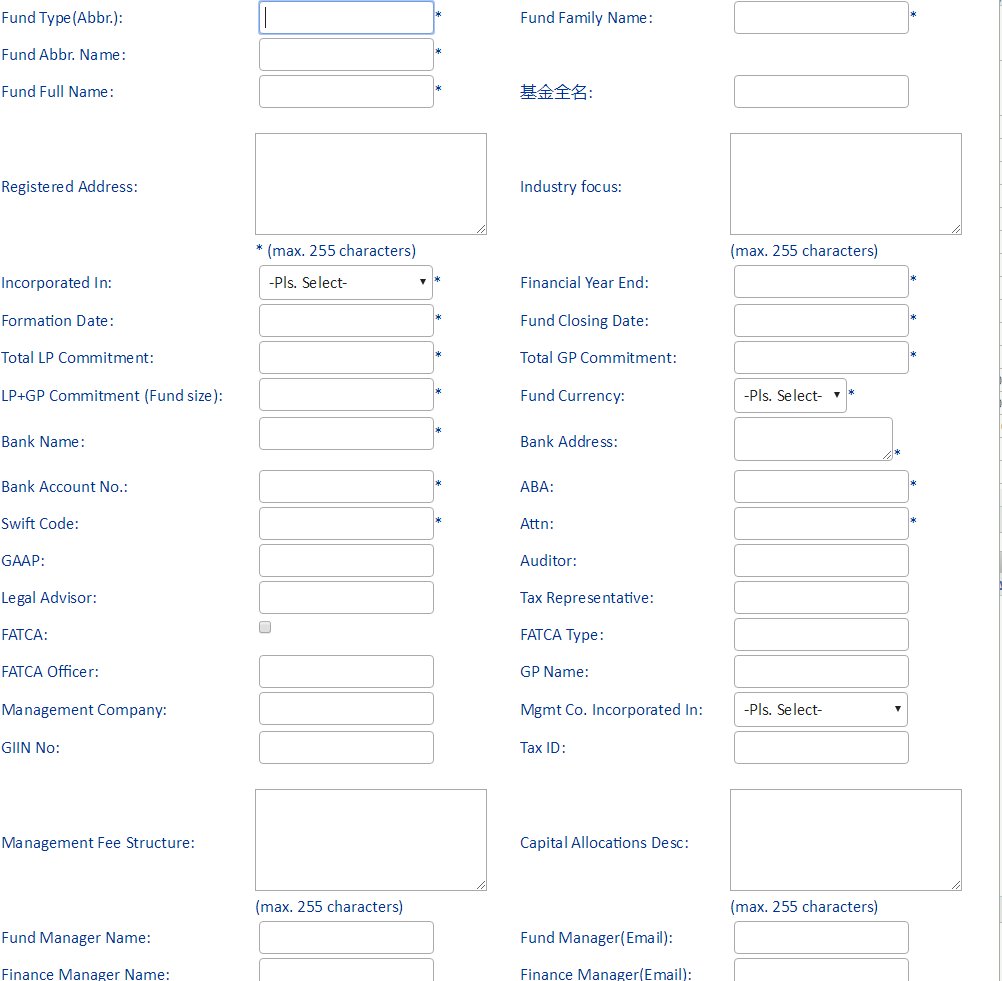 Fund Type(Abbr.): * Fund Family Name: *
Fund Abbr. Name: *
Fund Full Name: * 基金全名:
Registered Address: Industry focus:
* (max. 255 characters) (max. 255 characters)
Incorporated In: -Pls. Select- * Financial Year End: *
Formation Date: * Fund Closing Date: *
Total LP Commitment: * Total GP Commitment: *
LP+GP Commitment (Fund size): * Fund Currency: -Pls. Select- *
Bank Name: * Bank Address: *
Bank Account No.: * ABA: *
Swift Code: * Attn: *
GAAP: Auditor:
Legal Advisor: Tax Representative:
FATCA: FATCA Type:
FATCA Officer: GP Name:
Management Company: Mgmt Co. Incorporated In: -Pls. Select-
GIIN No: Tax ID:
Management Fee Structure: Capital Allocations Desc:
(max. 255 characters) (max. 255 characters)
Fund Manager Name: Fund Manager(Email):
Finance Manager Name: Finance Manager(Email):